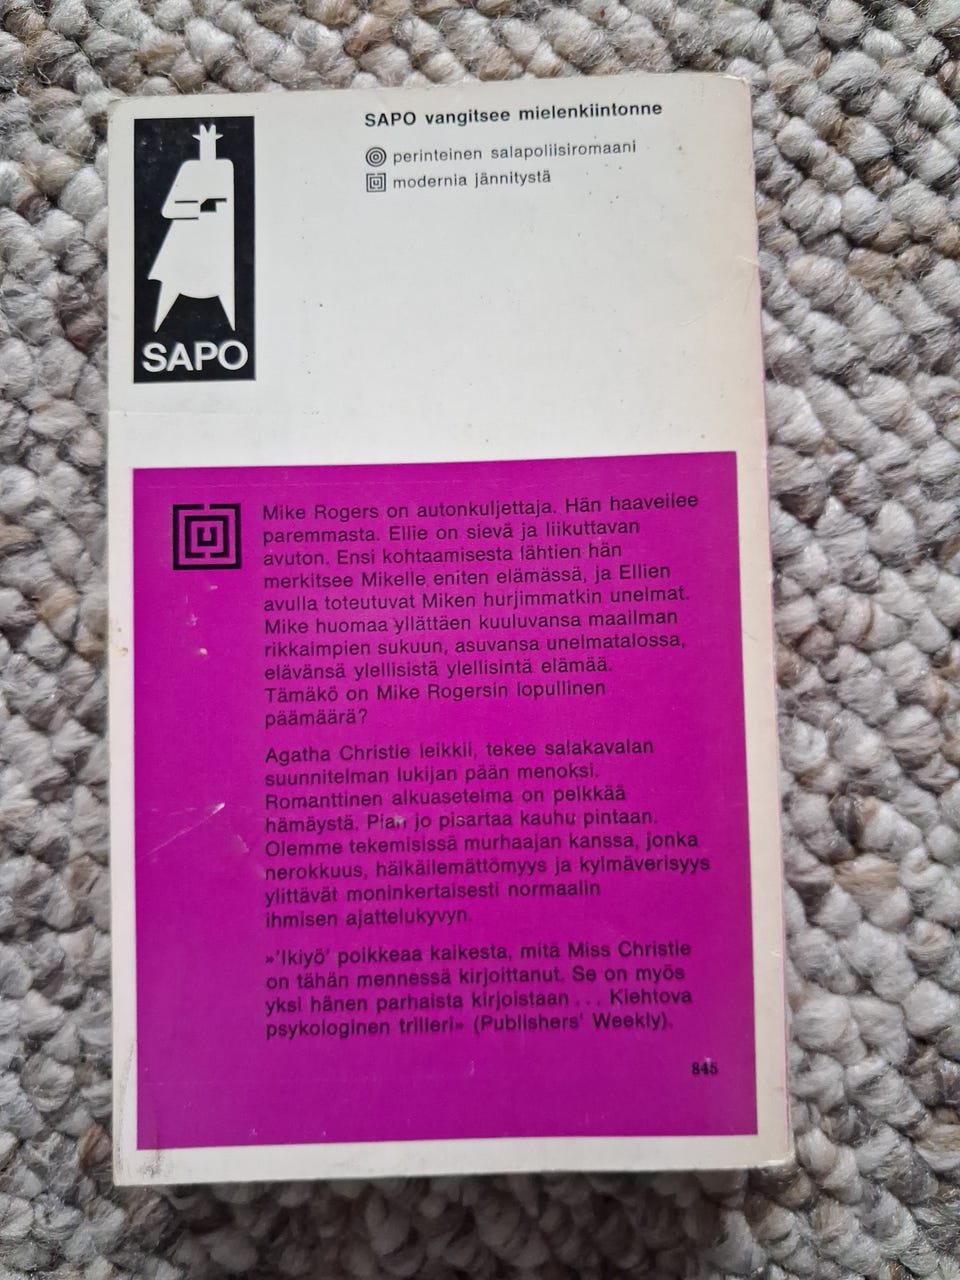 SAPO vangitsee mielenkiintonne
perinteinen salapoliisiromaani
modernia jännitystä
SAPO
Mike Rogers on autonkuljettaja. Hän haaveilee
paremmasta. Ellie on sievä ja liikuttavan
avuton. Ensi kohtaamisesta lähtien hän
merkitsee Mikelle eniten elämässä, ja Ellien
avulla toteutuvat Miken hurjimmatkin unelmat.
Mike huomaa yllättäen kuuluvansa maailman
rikkaimpien sukuun, asuvansa unelmatalossa,
elävänsä ylellisistä ylellisintä elämää.
Tämäkö on Mike Rogersin lopullinen
päämäärä?
Agatha Christie leikkii, tekee salakavalan
suunnitelman lukijan pään menoksi.
Romanttinen alkuasetelma on pelkkää
hämäystä. Pian jo pisartaa kauhu pintaan.
Olemme tekemisissä murhaajan kanssa, jonka
nerokkuus, häikäilemättömyys ja kylmäverisyys
ylittävät moninkertaisesti normaalin
ihmisen ajattelukyvyn.
»'Ikiyö' poikkeaa kaikesta, mitä Miss Christie
on tähän mennessä kirjoittanut. Se on myös
yksi hänen parhaista kirjoistaan... Kiehtova
psykologinen trilleri» (Publishers' Weekly).
845